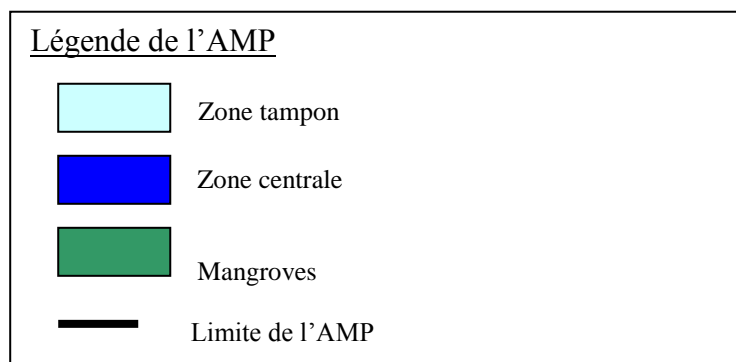 Légende de l’AMP
Zone tampon
Zone centrale
Mangroves
Limite de l’AMP